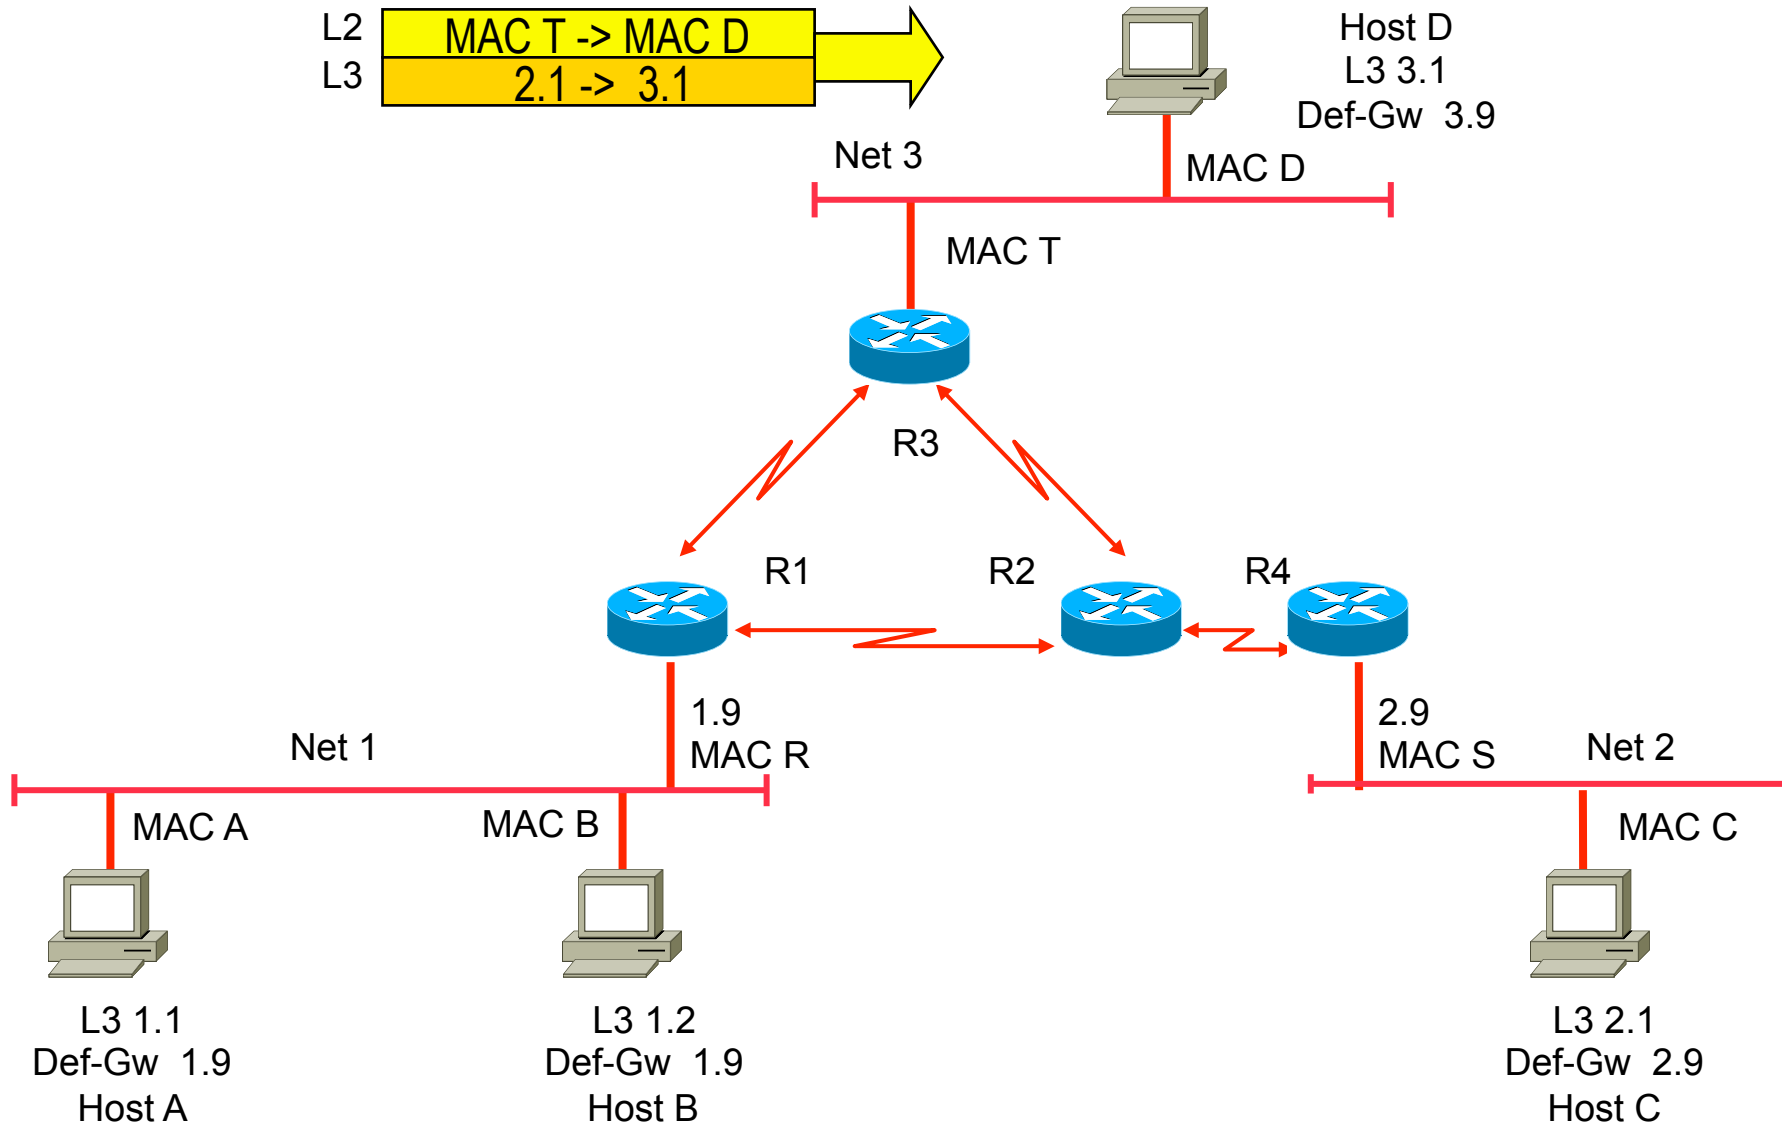 L2
MAC T -> MAC D
L3
2.1 -> 3.1
Host D
L3 3.1
Def-Gw 3.9
Net 3
MAC D
MAC T
R3
R1
R2
R4
1.9
MAC R
2.9
MAC S
Net 1
Net 2
MAC A
MAC B
MAC C
L3 1.1
Def-Gw 1.9
Host A
L3 1.2
Def-Gw 1.9
Host B
L3 2.1
Def-Gw 2.9
Host C